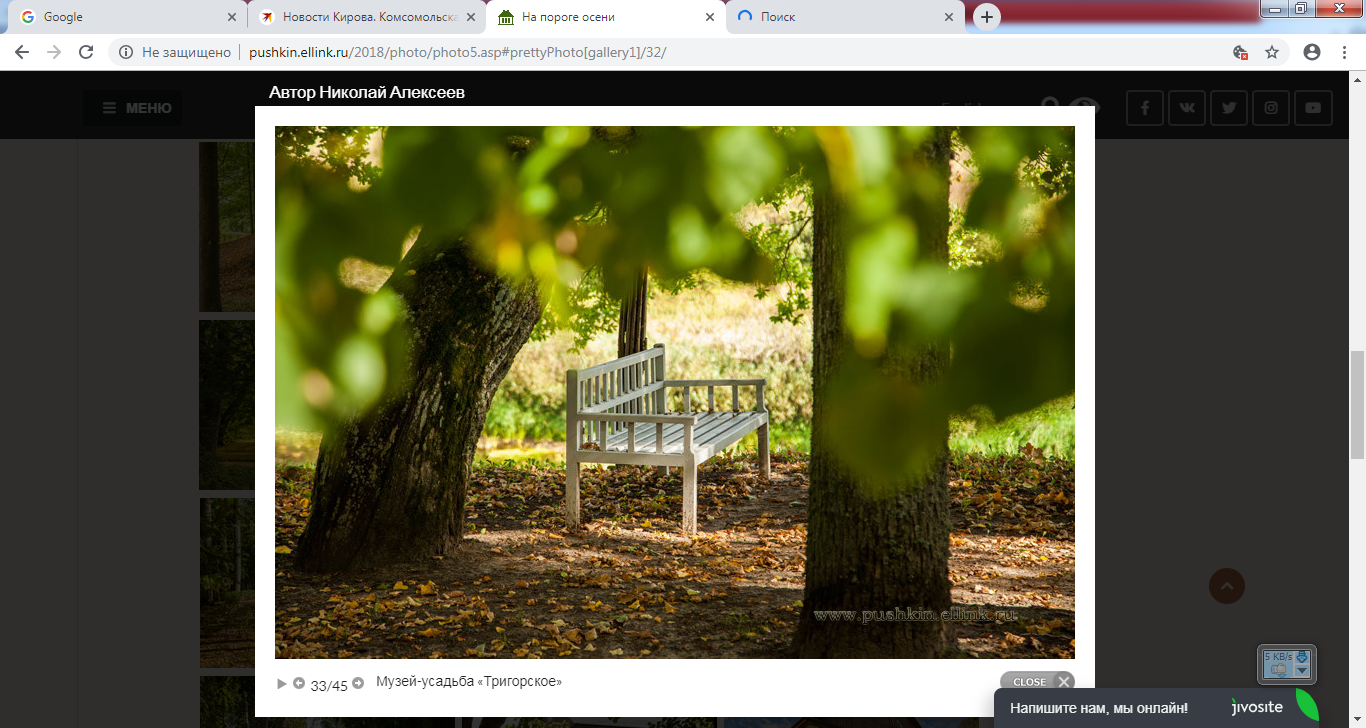 Google
Новости Кирова. Комсомольска
На пороге осени
Поиск
Не защищено
pushkin.ellink.ru/2018/photo/photo5.asp#prettyPhoto[gallery1]/32/
Автор Николай Алексеев
МЕНЮ
www.pushkin.ellink.ru
33/45 Музей-усадьба «Тригорское»
CLOSE
5 KB/s
Напишите нам, мы онлайн! jivosite